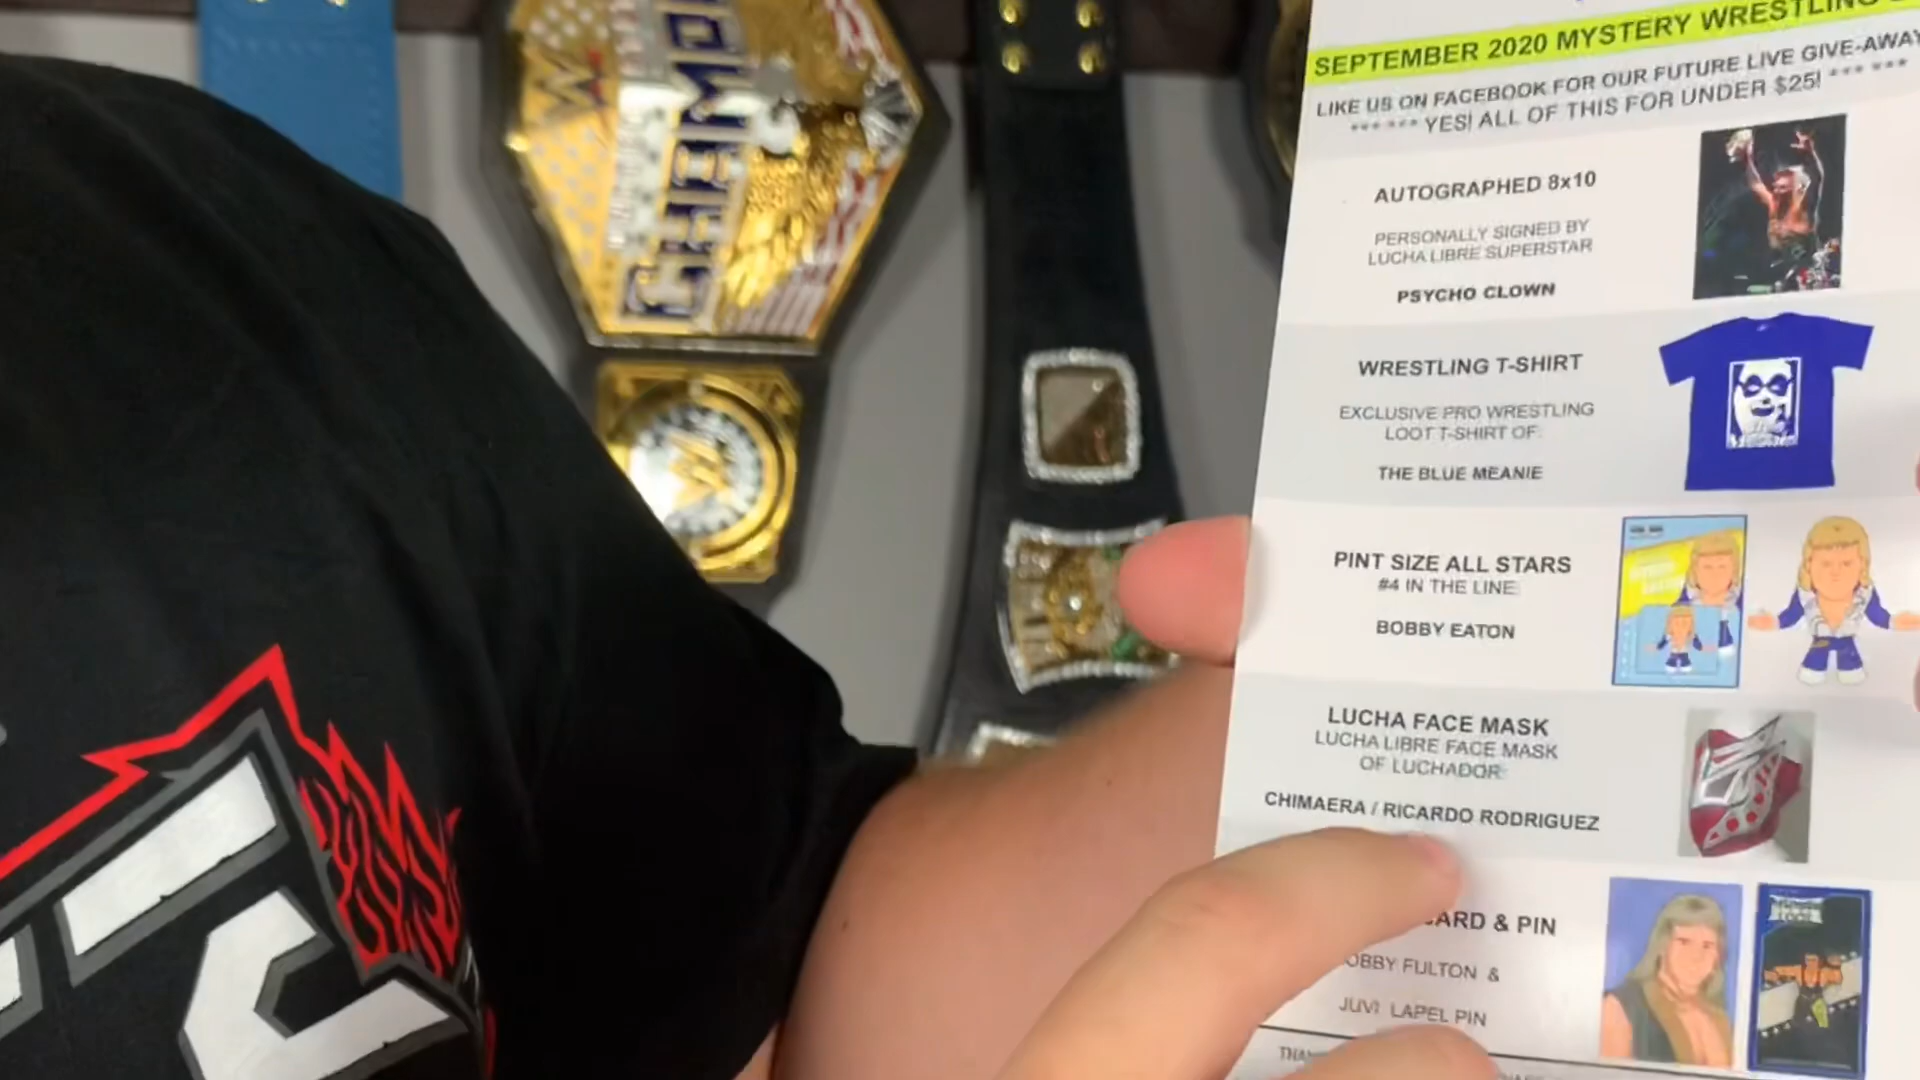 CHAMPION
SEPTEMBER 2020 MYSTERY WRESTLING
LIKE US ON FACEBOOK FOR OUR FUTURE LIVE GIVE-AWAY
*** *** YES! ALL OF THIS FOR UNDER $25! *** ***
AUTOGRAPHED 8x10
PERSONALLY SIGNED BY
LUCHA LIBRE SUPERSTAR
PSYCHO CLOWN
WRESTLING T-SHIRT
EXCLUSIVE PRO WRESTLING
LOOT T-SHIRT OF:
THE BLUE MEANIE
PINT SIZE ALL STARS
#4 IN THE LINE:
BOBBY EATON
LUCHA FACE MASK
LUCHA LIBRE FACE MASK
OF LUCHADOR:
CHIMAERA / RICARDO RODRIGUEZ
CARD & PIN
OBBY FULTON &
JUVI LAPEL PIN